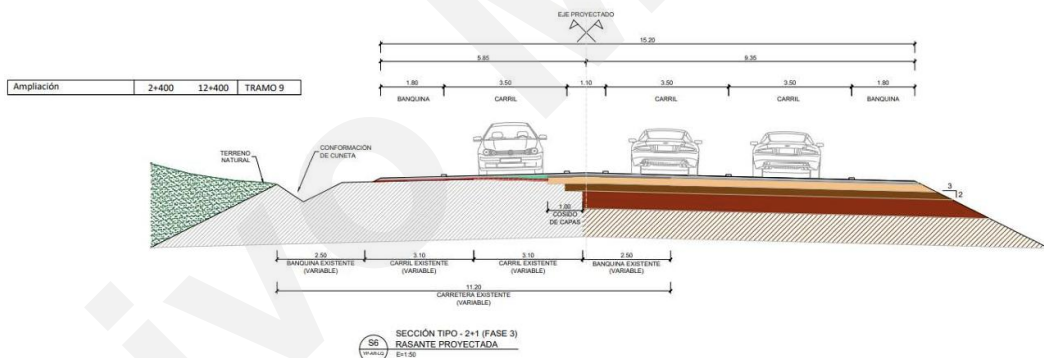 EJE PROYECTADO
15.20
5.85 9.35
1.80 3.50 1.10 3.50 3.50 1.80
BANQUINA CARRIL CARRIL CARRIL BANQUINA
Ampliación 2+400 12+400 TRAMO 9
TERRENO
NATURAL
CONFORMACIÓN
DE CUNETA
3
2
1.00
COSIDO
DE CAPAS
2.50 3.10 3.10 2.50
BANQUINA EXISTENTE CARRIL EXISTENTE CARRIL EXISTENTE BANQUINA EXISTENTE
(VARIABLE) (VARIABLE) (VARIABLE) (VARIABLE)
11.20
CARRETERA EXISTENTE
(VARIABLE)
S6
SECCIÓN TIPO - 2+1 (FASE 3)
RASANTE PROYECTADA
E=1:50